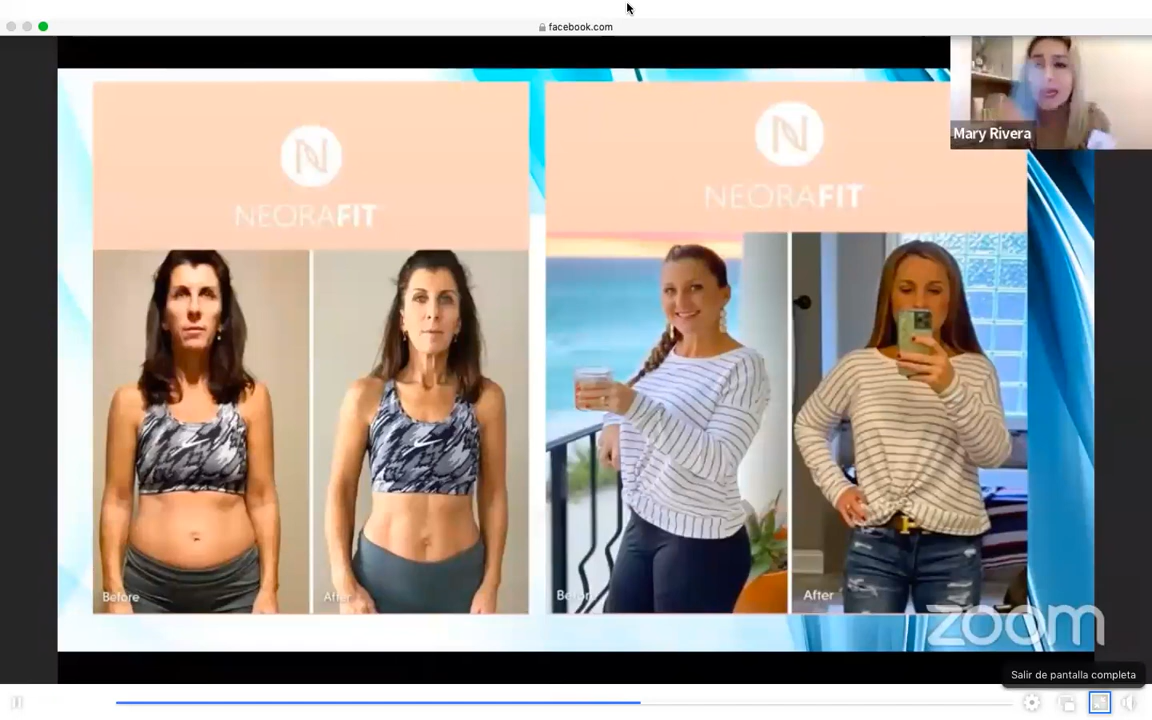 facebook.com
Mary Rivera
NEORAFIT
NEORAFIT
Before
After
Before
After
zoom
Salir de pantalla completa